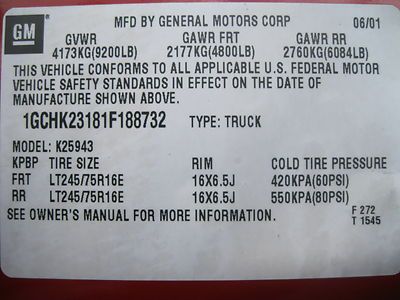 GM
MFD BY GENERAL MOTORS CORP 06/01
GVWR GAWR FRT GAWR RR
4173KG(9200LB) 2177KG(4800LB) 2760KG(6084LB)
THIS VEHICLE CONFORMS TO ALL APPLICABLE U.S. FEDERAL MOTOR
VEHICLE SAFETY STANDARDS IN EFFECT ON THE DATE OF
MANUFACTURE SHOWN ABOVE.
1GCHK23181F188732 TYPE: TRUCK
MODEL: K25943
KPBP TIRE SIZE RIM COLD TIRE PRESSURE
FRT LT245/75R16E 16X6.5J 420KPA(60PSI)
RR LT245/75R16E 16X6.5J 550KPA(80PSI)
SEE OWNER'S MANUAL FOR MORE INFORMATION. F 272
T 1545